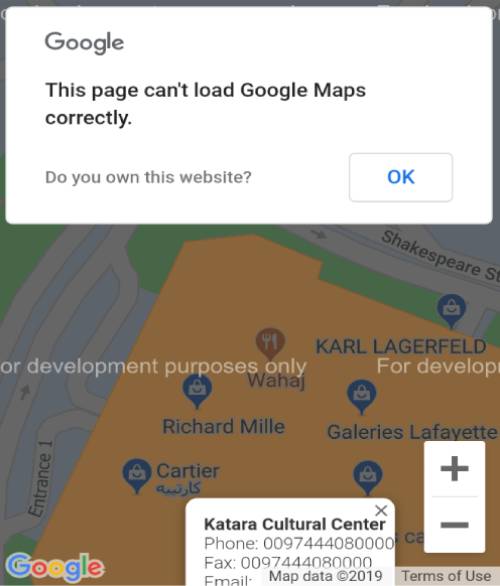 Google
This page can't load Google Maps
correctly.
Do you own this website?
OK
Shakespeare St
KARL LAGERFELD
or development purposes only
For develop
Wahaj
Richard Mille
Galeries Lafayette
Cartier
كارتييه
Entrance 1
Katara Cultural Center
Phone: 0097444080000
Fax: 0097444080000
Email:
ca
Google
Map data ©2019
Terms of Use